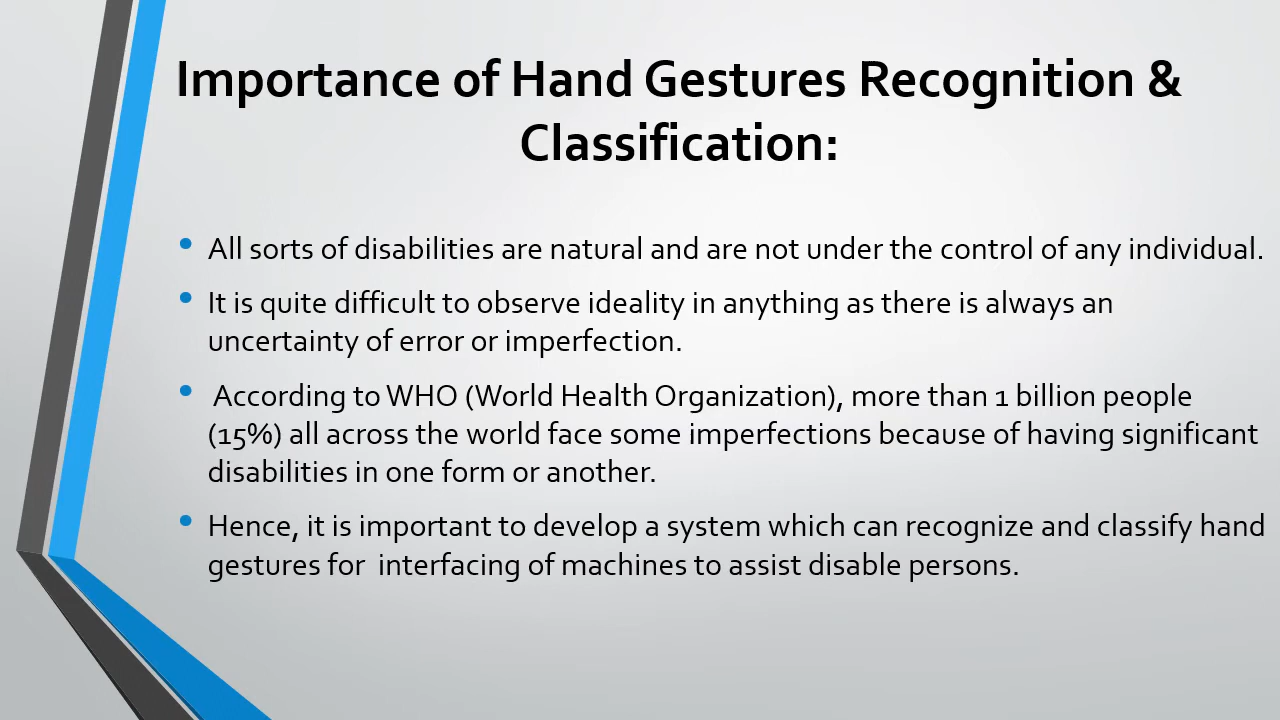 Importance of Hand Gestures Recognition &
Classification:
• All sorts of disabilities are natural and are not under the control of any individual.
• It is quite difficult to observe ideality in anything as there is always an
uncertainty of error or imperfection.
• According to WHO (World Health Organization), more than 1 billion people
(15%) all across the world face some imperfections because of having significant
disabilities in one form or another.
• Hence, it is important to develop a system which can recognize and classify hand
gestures for  interfacing of machines to assist disable persons.